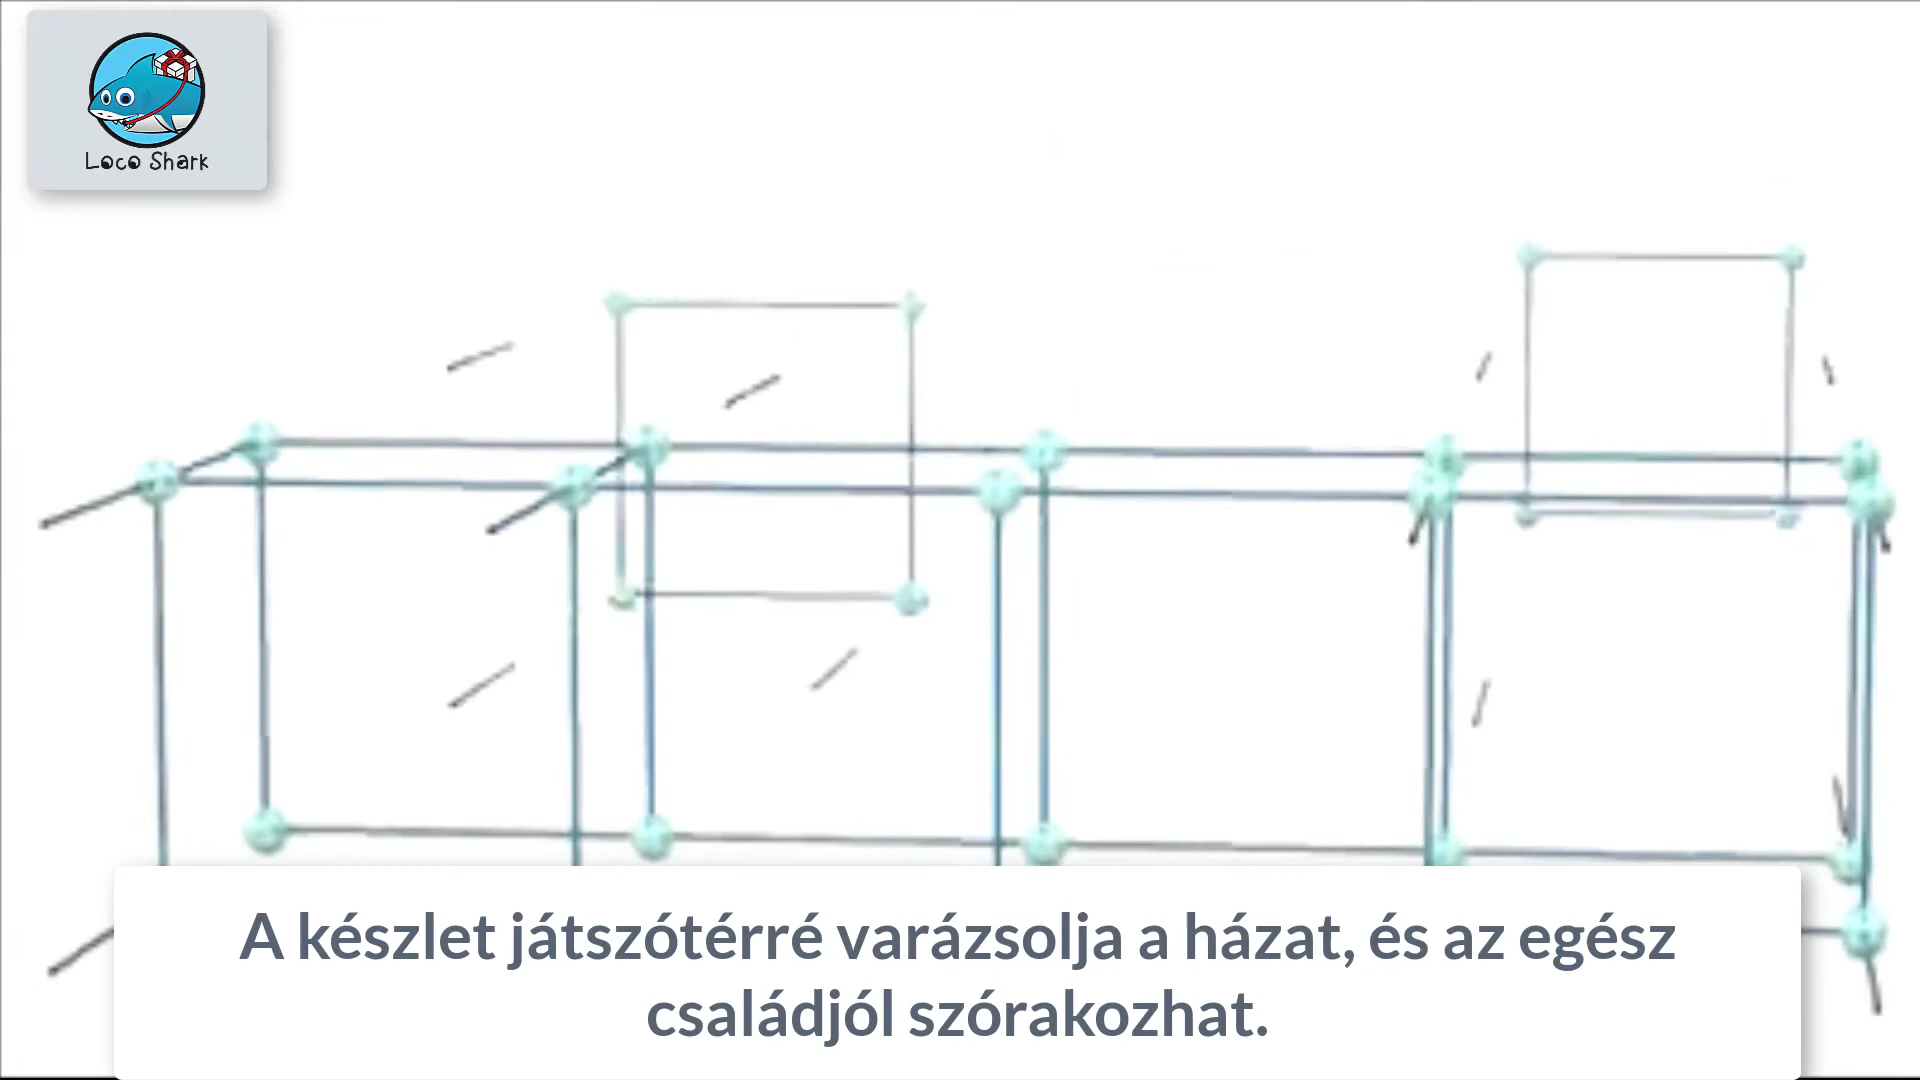 Loco Shark
A készlet játszótérré varázsolja a házat, és az egész
családjól szórakozhat.